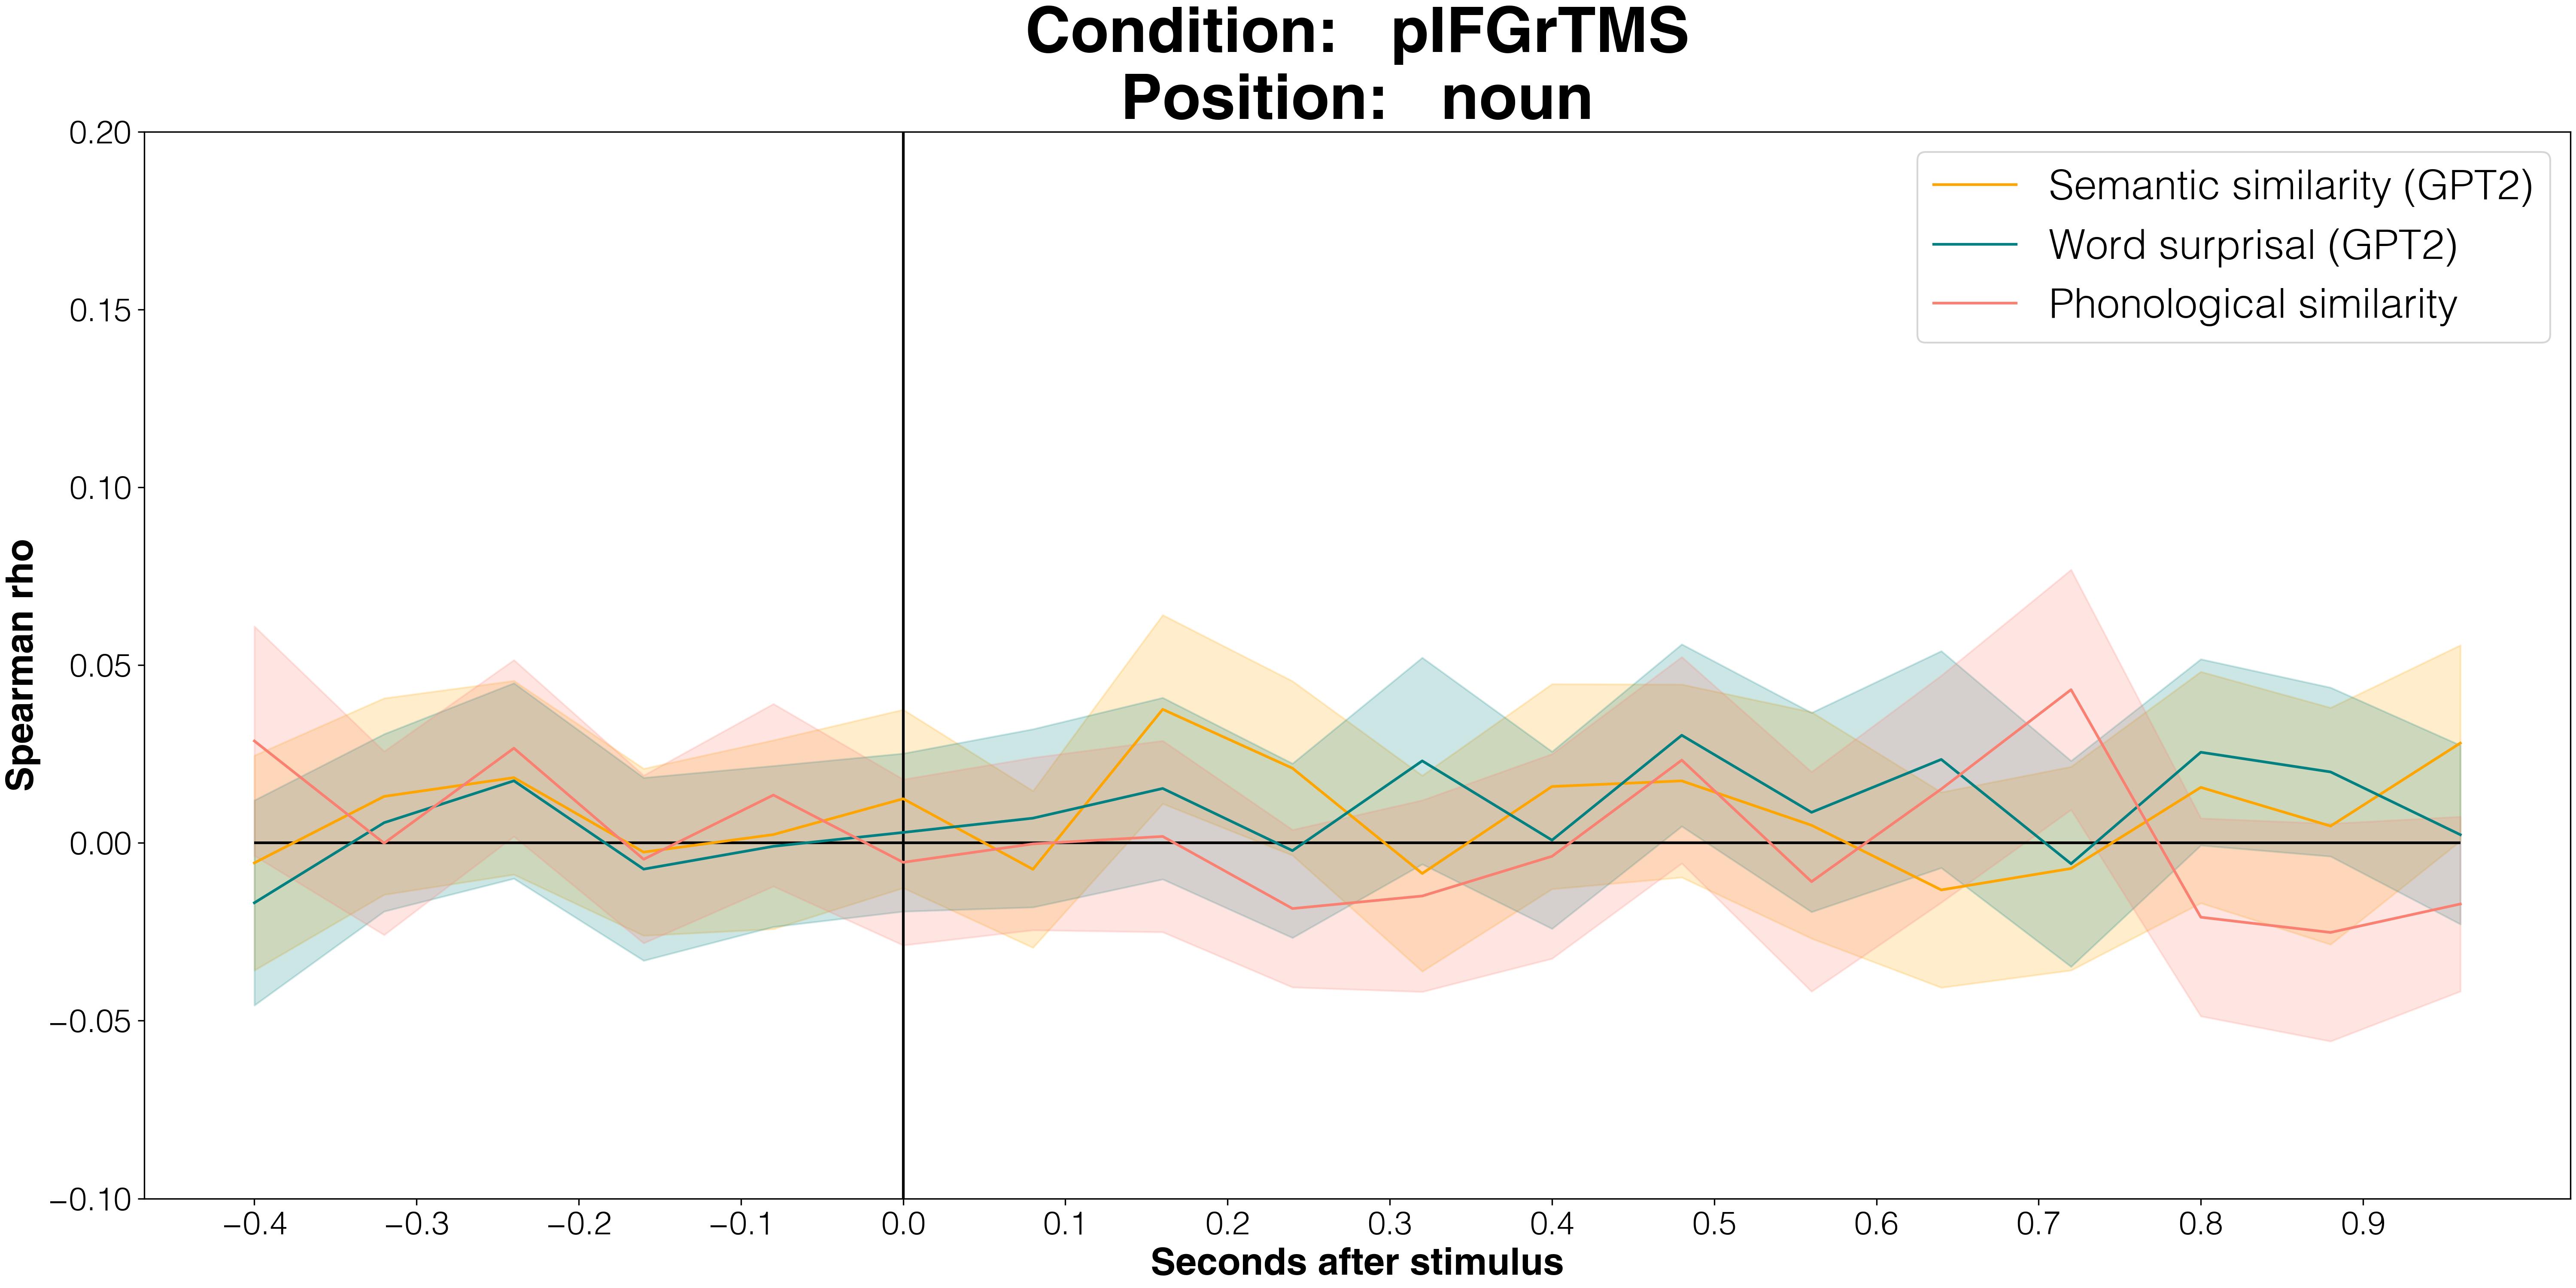 Condition: pIFGrTMS
Position: noun
0.20
0.15
0.10
0.05
0.00
−0.05
−0.10
Spearman rho
Semantic similarity (GPT2)
Word surprisal (GPT2)
Phonological similarity
−0.4 −0.3 −0.2 −0.1 0.0 0.1 0.2 0.3 0.4 0.5 0.6 0.7 0.8 0.9
Seconds after stimulus